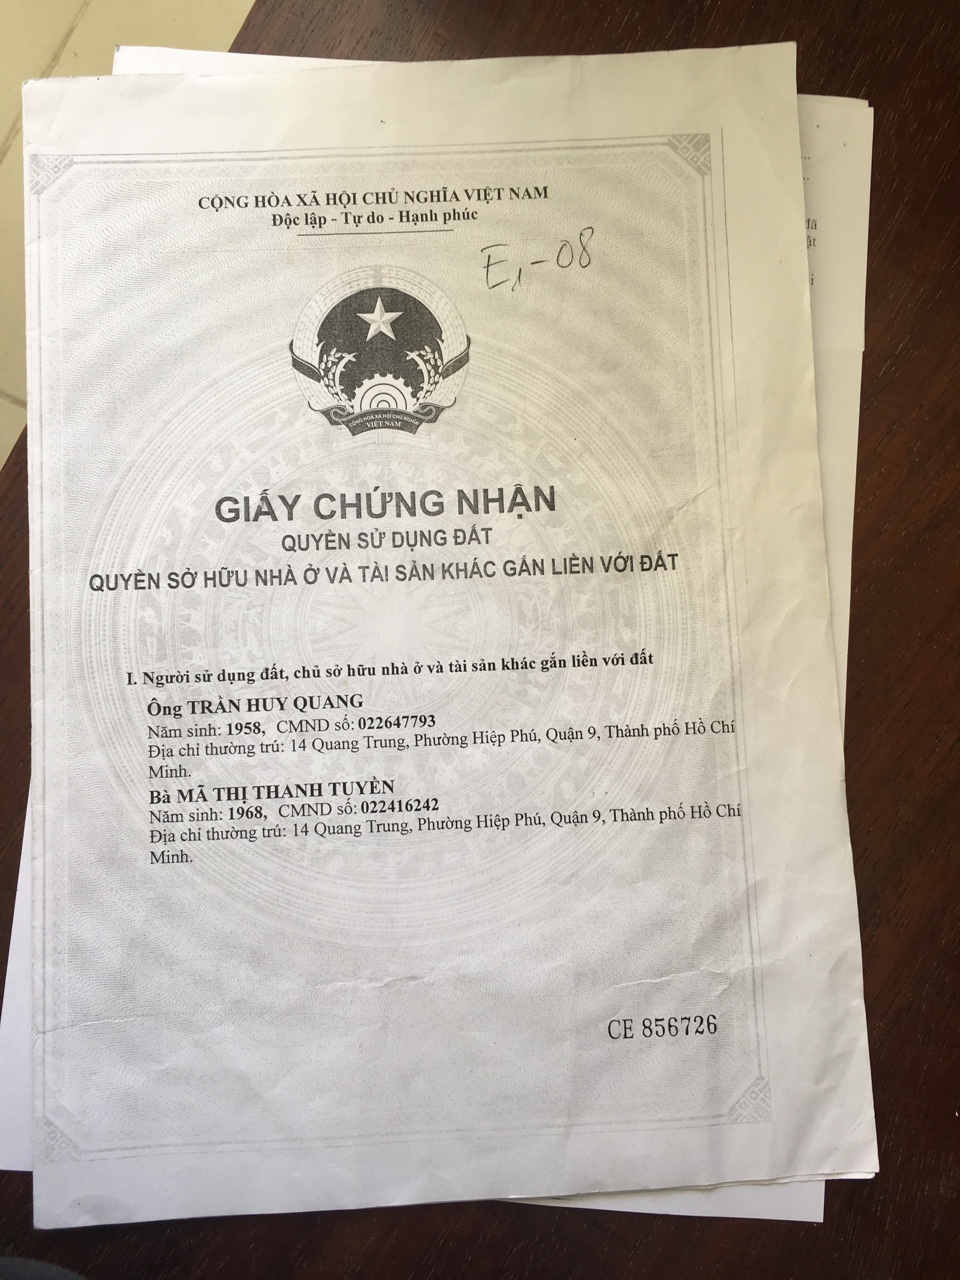 CỘNG HÒA XÃ HỘI CHỦ NGHĨA VIỆT NAM
Độc lập - Tự do - Hạnh phúc
E1-08
CỘNG HOÀ XÃ HỘI CHỦ NGHĨA
VIỆT NAM
GIẤY CHỨNG NHẬN
QUYỀN SỬ DỤNG ĐẤT
QUYỀN SỞ HỮU NHÀ Ở VÀ TÀI SẢN KHÁC GẮN LIỀN VỚI ĐẤT
I. Người sử dụng đất, chủ sở hữu nhà ở và tài sản khác gắn liền với đất
Ông TRẦN HUY QUANG
Năm sinh: 1958, CMND số: 022647793
Địa chỉ thường trú: 14 Quang Trung, Phường Hiệp Phú, Quận 9, Thành phố Hồ Chí
Minh.
Bà MÃ THỊ THANH TUYỀN
Năm sinh: 1968, CMND số: 022416242
Địa chỉ thường trú: 14 Quang Trung, Phường Hiệp Phú, Quận 9, Thành phố Hồ Chí
Minh.
CE 856726